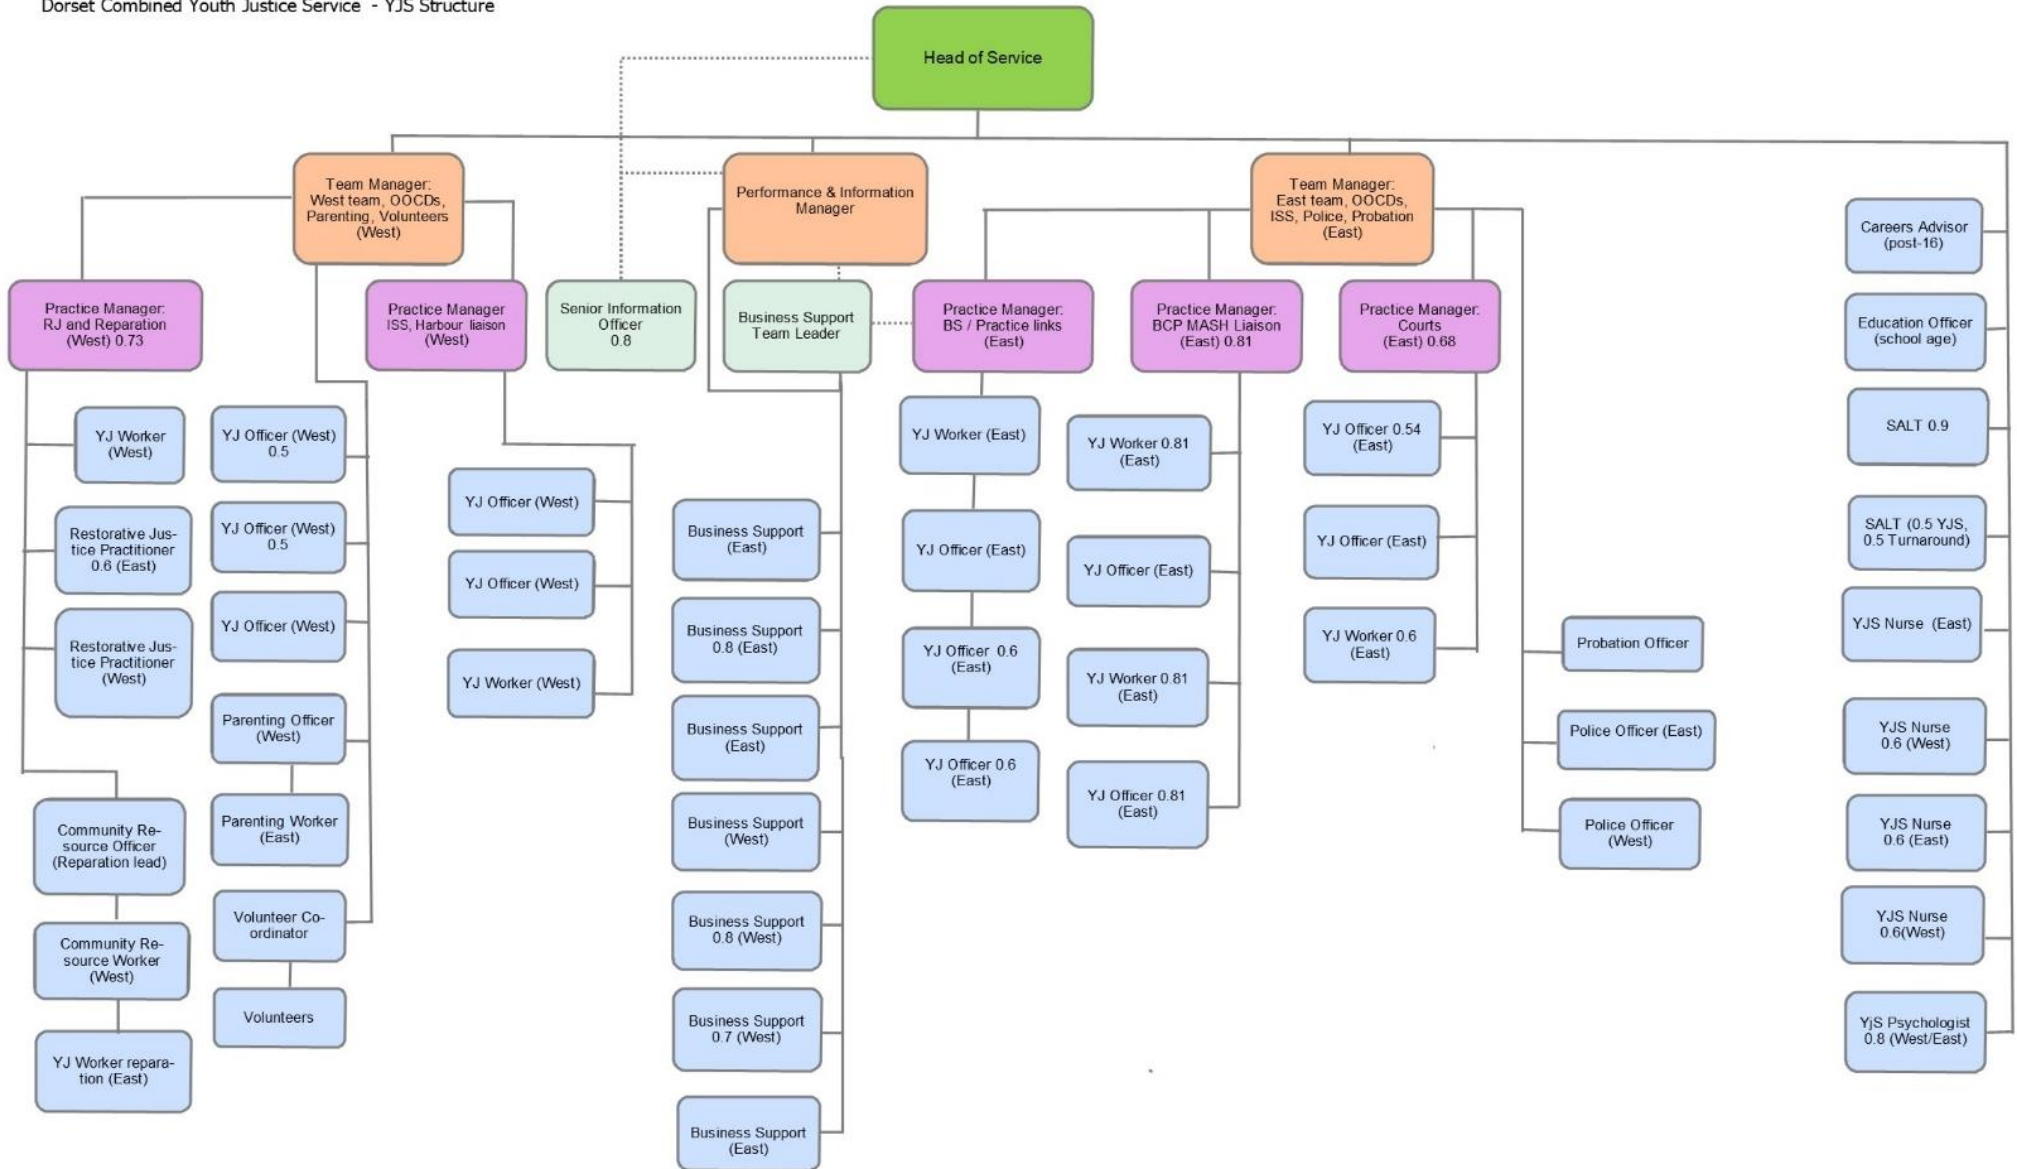 Dorset Combined Youth Justice Service - YJS Structure
Head of Service
Team Manager:
West team, OOCDs,
Parenting, Volunteers
(West)
Performance & Information
Manager
Team Manager:
East team, OOCDs,
ISS, Police, Probation
(East)
Practice Manager:
RJ and Reparation
(West) 0.73
Practice Manager
ISS, Harbour liaison
(West)
Senior Information
Officer
0.8
Business Support
Team Leader
Practice Manager:
BS / Practice links
(East)
Practice Manager:
BCP MASH Liaison
(East) 0.81
Practice Manager:
Courts
(East) 0.68
YJ Worker
(West)
Restorative Jus-
tice Practitioner
0.6 (East)
Restorative Jus-
tice Practitioner
(West)
Community Re-
source Officer
(Reparation lead)
Community Re-
source Worker
(West)
YJ Worker repara-
tion (East)
YJ Officer (West)
0.5
YJ Officer (West)
0.5
YJ Officer (West)
Parenting Officer
(West)
Parenting Worker
(East)
Volunteer Co-
ordinator
Volunteers
YJ Officer (West)
YJ Officer (West)
YJ Worker (West)
Business Support
(East)
Business Support
0.8 (East)
Business Support
(East)
Business Support
(West)
Business Support
0.8 (West)
Business Support
0.7 (West)
Business Support
(East)
YJ Worker (East)
YJ Officer (East)
YJ Officer 0.6
(East)
YJ Officer 0.6
(East)
YJ Worker 0.81
(East)
YJ Officer (East)
YJ Worker 0.81
(East)
YJ Officer 0.81
(East)
YJ Officer 0.54
(East)
YJ Officer (East)
YJ Worker 0.6
(East)
Probation Officer
Police Officer (East)
Police Officer
(West)
Careers Advisor
(post-16)
Education Officer
(school age)
SALT 0.9
SALT (0.5 YJS,
0.5 Turnaround)
YJS Nurse (East)
YJS Nurse
0.6 (West)
YJS Nurse
0.6 (East)
YJS Nurse
0.6(West)
YjS Psychologist
0.8 (West/East)